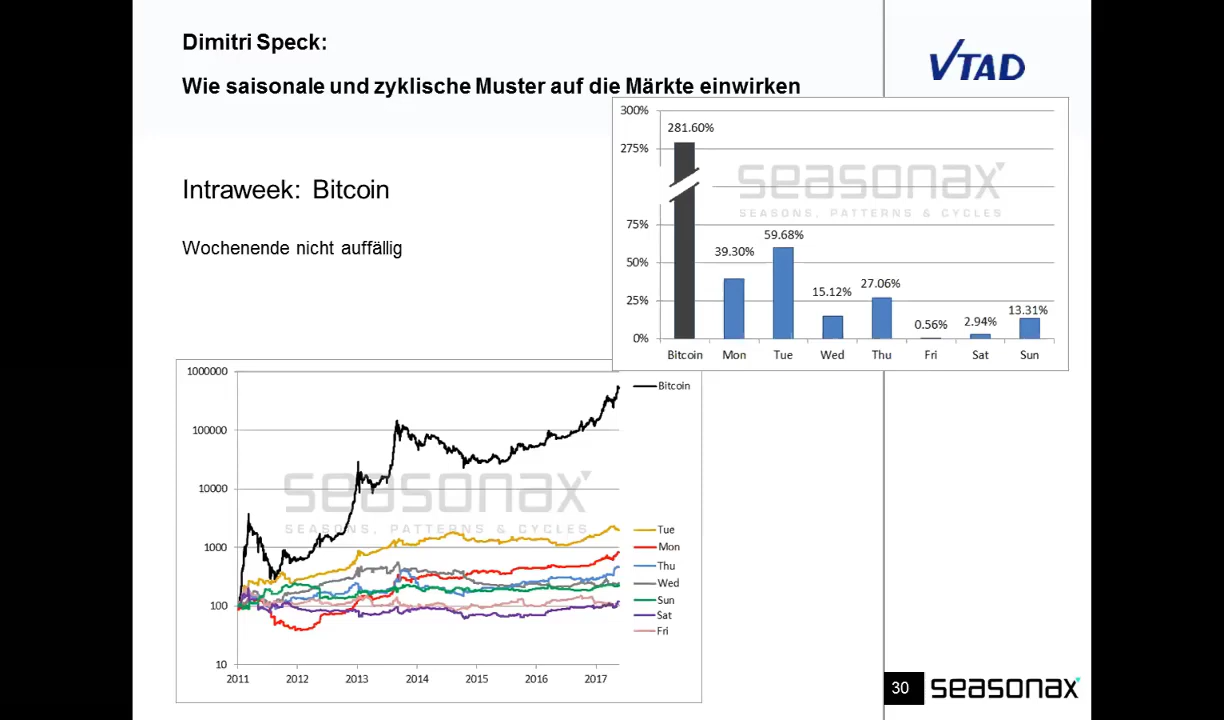 Dimitri Speck:
Wie saisonale und zyklische Muster auf die Märkte einwirken
VTAD
Intraweek: Bitcoin
Wochenende nicht auffällig
300%
275%
75%
50%
25%
0%
281.60%
39.30%
59.68%
15.12%
27.06%
0.56%
2.94%
13.31%
Bitcoin Mon Tue Wed Thu Fri Sat Sun
seasonax
SEASONS, PATTERNS & CYCLES
1000000
100000
10000
1000
100
10
2011 2012 2013 2014 2015 2016 2017
seasonax
SEASONS, PATTERNS & CYCLES
Bitcoin
Tue
Mon
Thu
Wed
Sun
Sat
Fri
30 seasonax